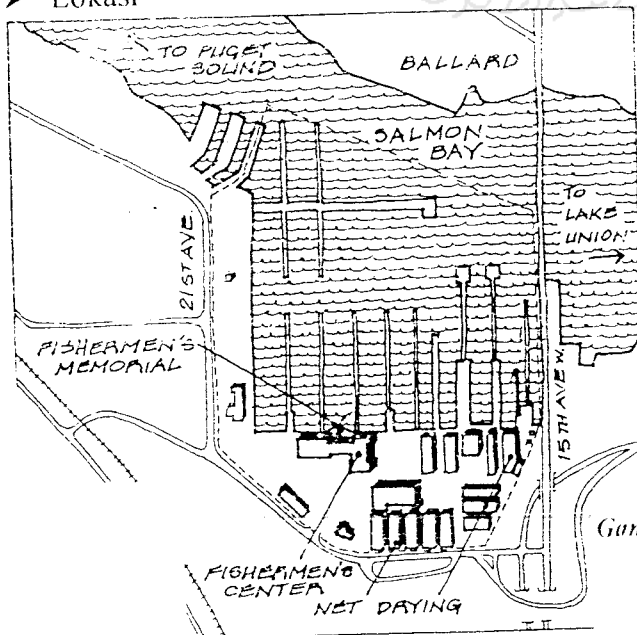 Lokasi
TO PUGET
SOUND
BALLARD
SALMON
BAY
TO
LAKE
UNION
21ST AVE.
FISHERMEN'S
MEMORIAL
15TH AVE W.
FISHERMEN'S
CENTER
NET DRYING